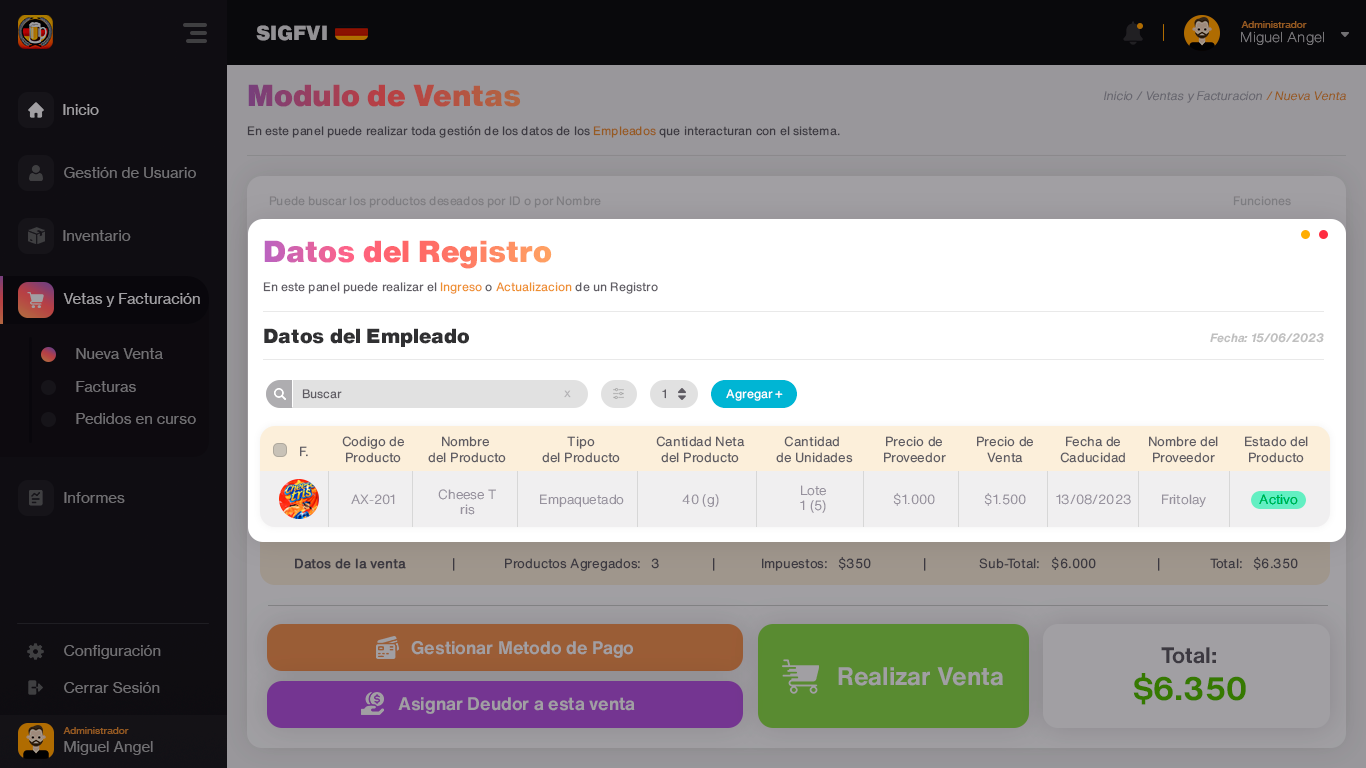 SIGFVI
Administrador
Miguel Angel
Inicio
Gestión de Usuario
Inventario
Vetas y Facturación
Nueva Venta
Facturas
Pedidos en curso
Informes
Configuración
Cerrar Sesión
Administrador
Miguel Angel
Modulo de Ventas
Inicio / Ventas y Facturacion / Nueva Venta
En este panel puede realizar toda gestión de los datos de los Empleados que interacturan con el sistema.
Puede buscar los productos deseados por ID o por Nombre
Funciones
Datos del Registro
En este panel puede realizar el Ingreso o Actualizacion de un Registro
Datos del Empleado
Fecha: 15/06/2023
Buscar x
1
Agregar +
F.
Codigo de
Producto
Nombre
del Producto
Tipo
del Producto
Cantidad Neta
del Producto
Cantidad
de Unidades
Precio de
Proveedor
Precio de
Venta
Fecha de
Caducidad
Nombre del
Proveedor
Estado del
Producto
AX-201
Cheese T
ris
Empaquetado
40 (g)
Lote
1 (5)
$1.000
$1.500
13/08/2023
Fritolay
Activo
Datos de la venta | Productos Agregados: 3 | Impuestos: $350 | Sub-Total: $6.000 | Total: $6.350
Gestionar Metodo de Pago
Asignar Deudor a esta venta
Realizar Venta
Total:
$6.350